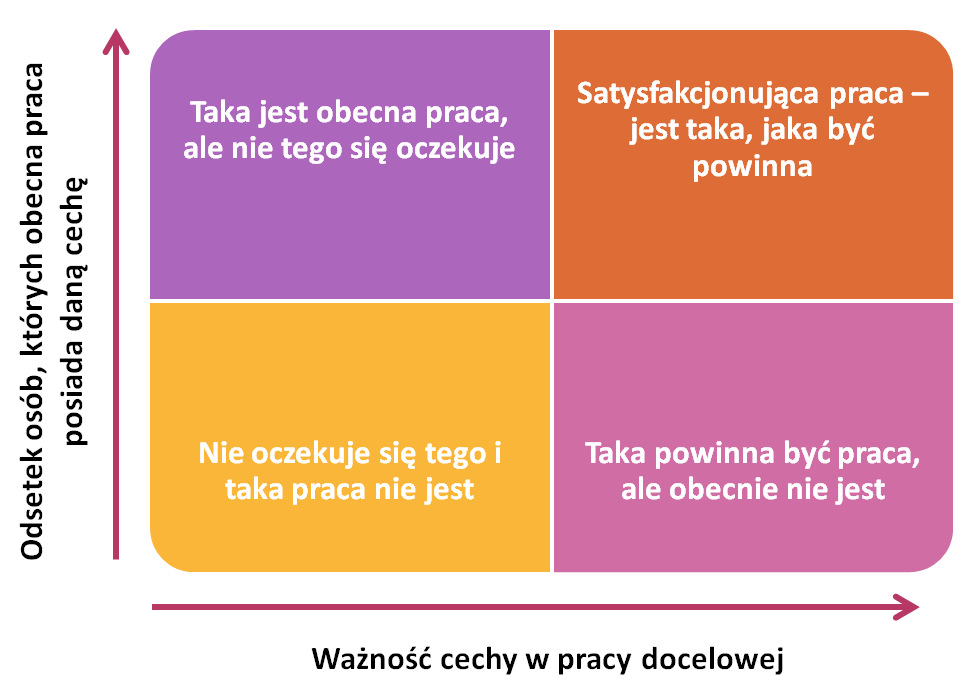 Odsetek osób, których obecna praca
posiada daną cechę
Taka jest obecna praca,
ale nie tego się oczekuje
Satysfakcjonująca praca –
jest taka, jaka być
powinna
Nie oczekuje się tego i
taka praca nie jest
Taka powinna być praca,
ale obecnie nie jest
Ważność cechy w pracy docelowej